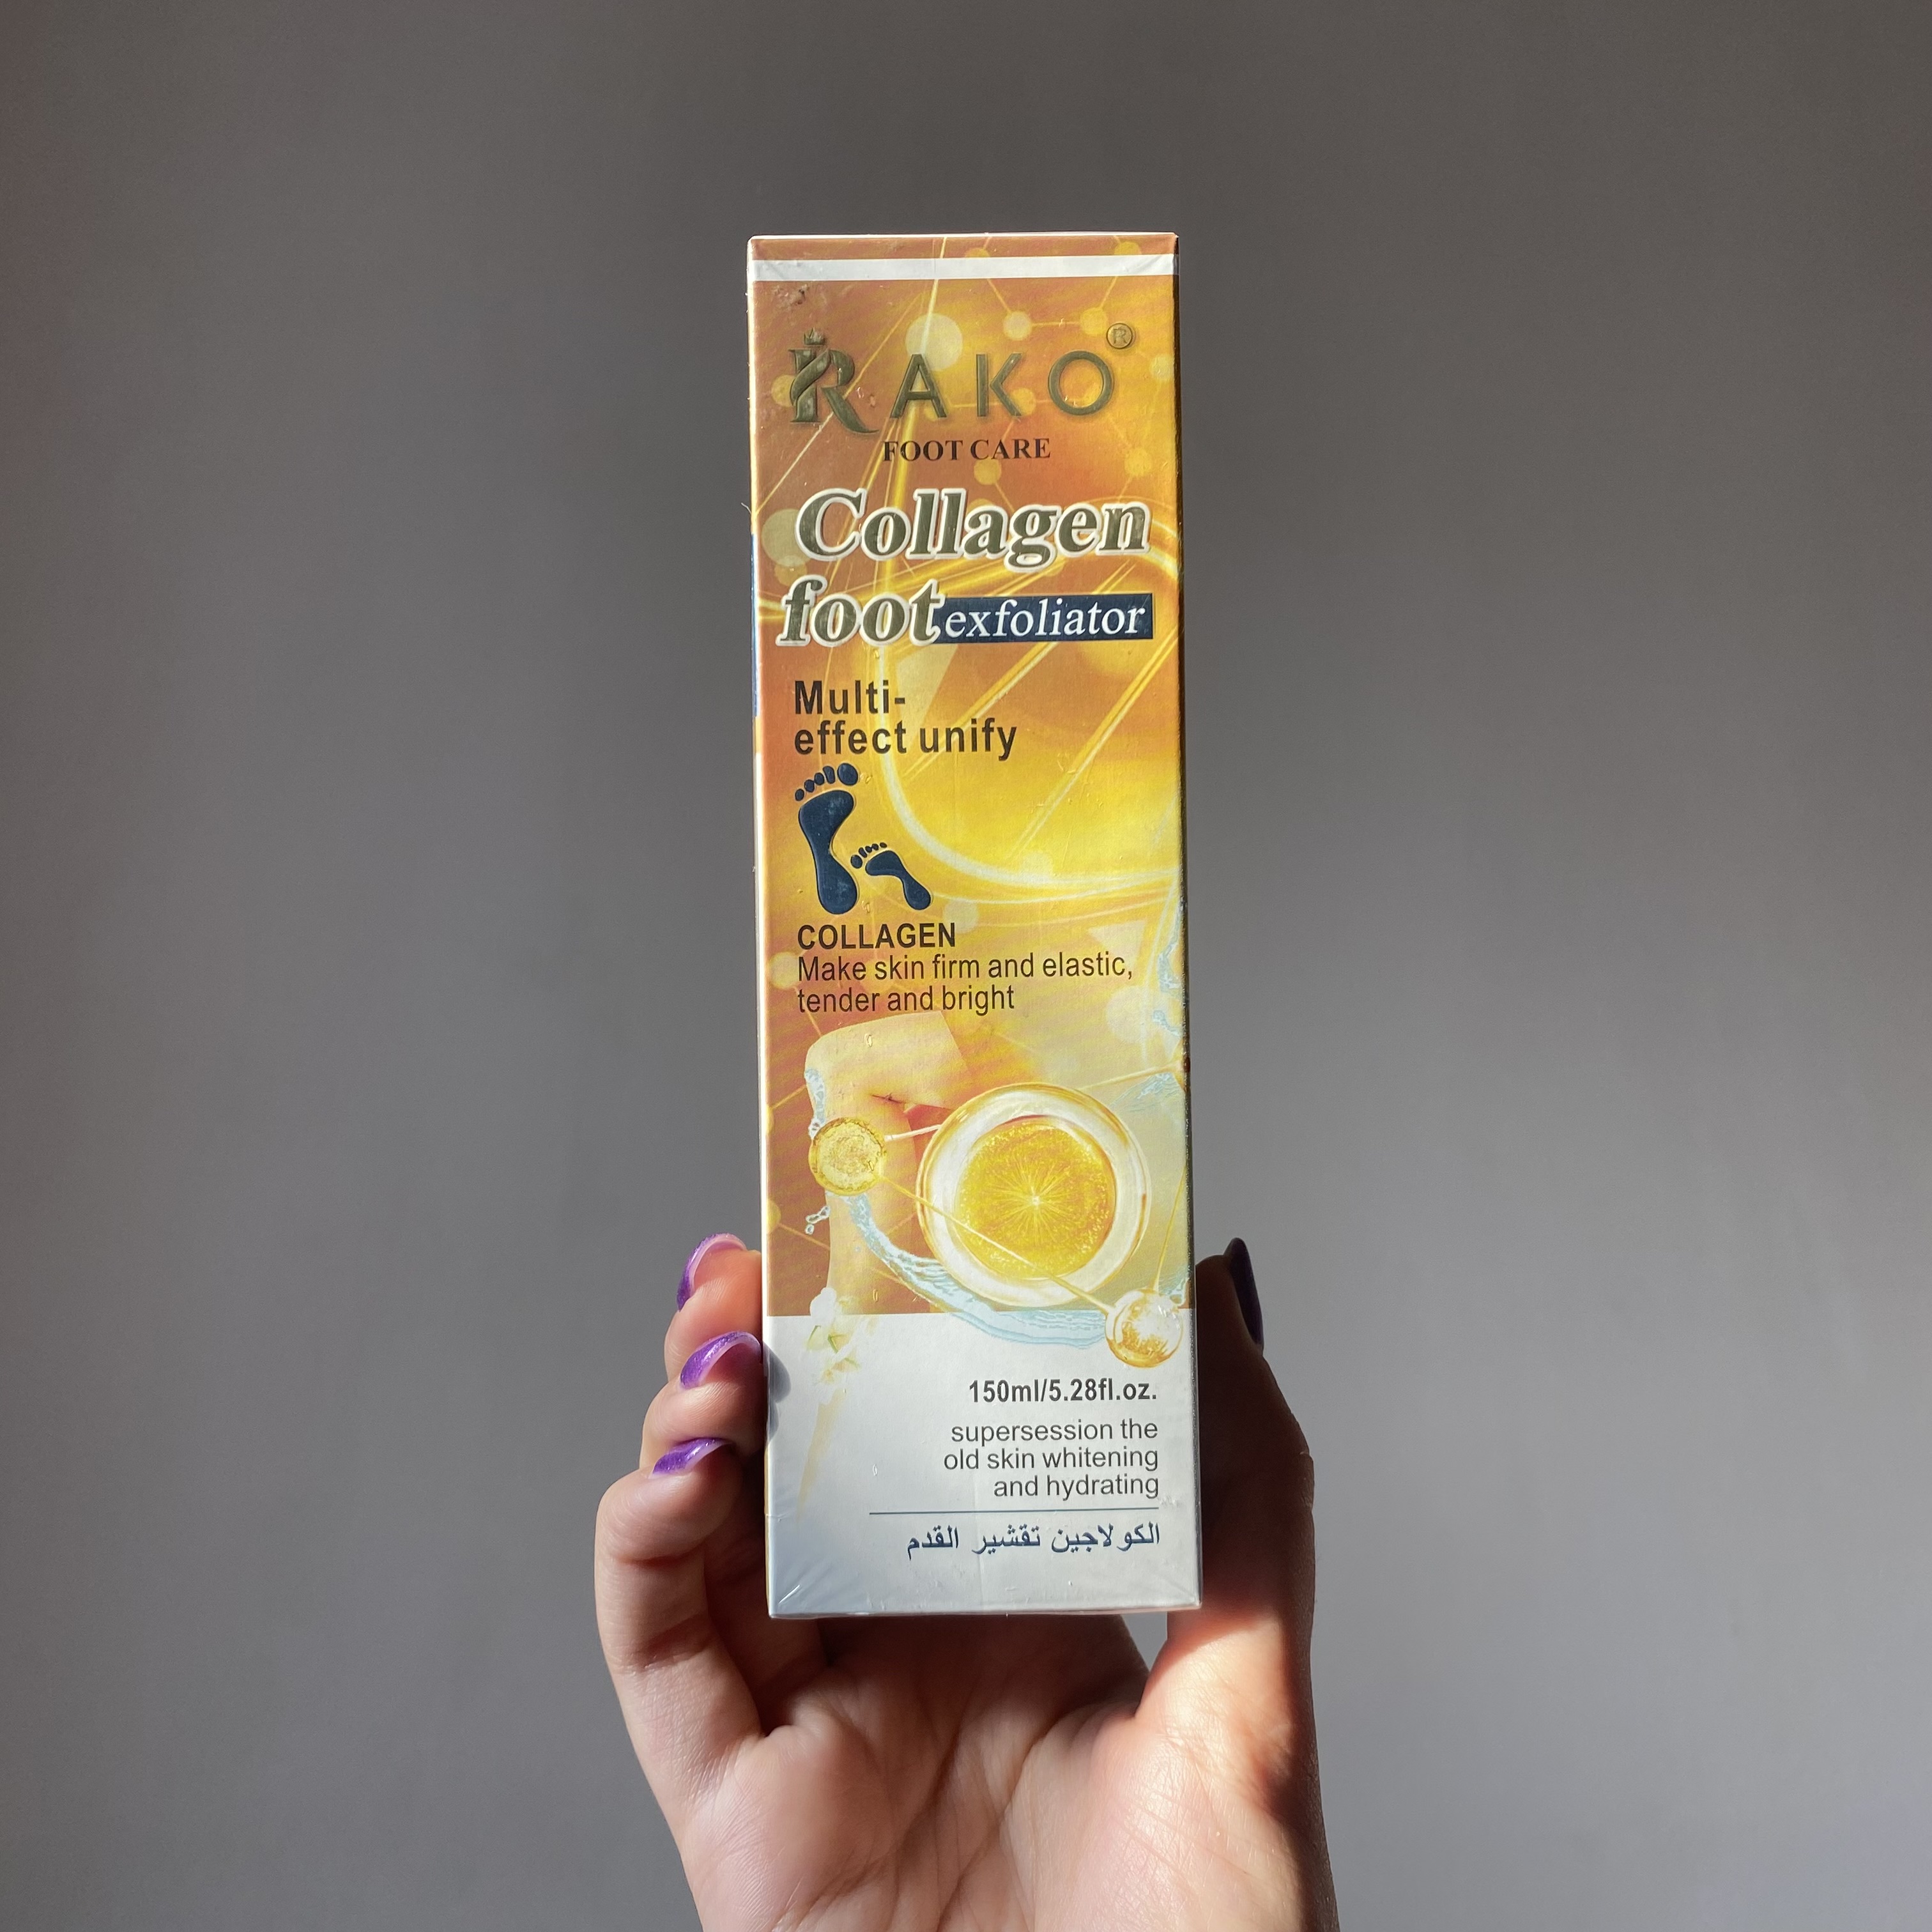 RAKO®
FOOT CARE
Collagen
foot exfoliator
Multi-
effect unify
COLLAGEN
Make skin firm and elastic,
tender and bright
150ml/5.28fl.oz.
supersession the
old skin whitening
and hydrating
الكولاجين تقشير القدم